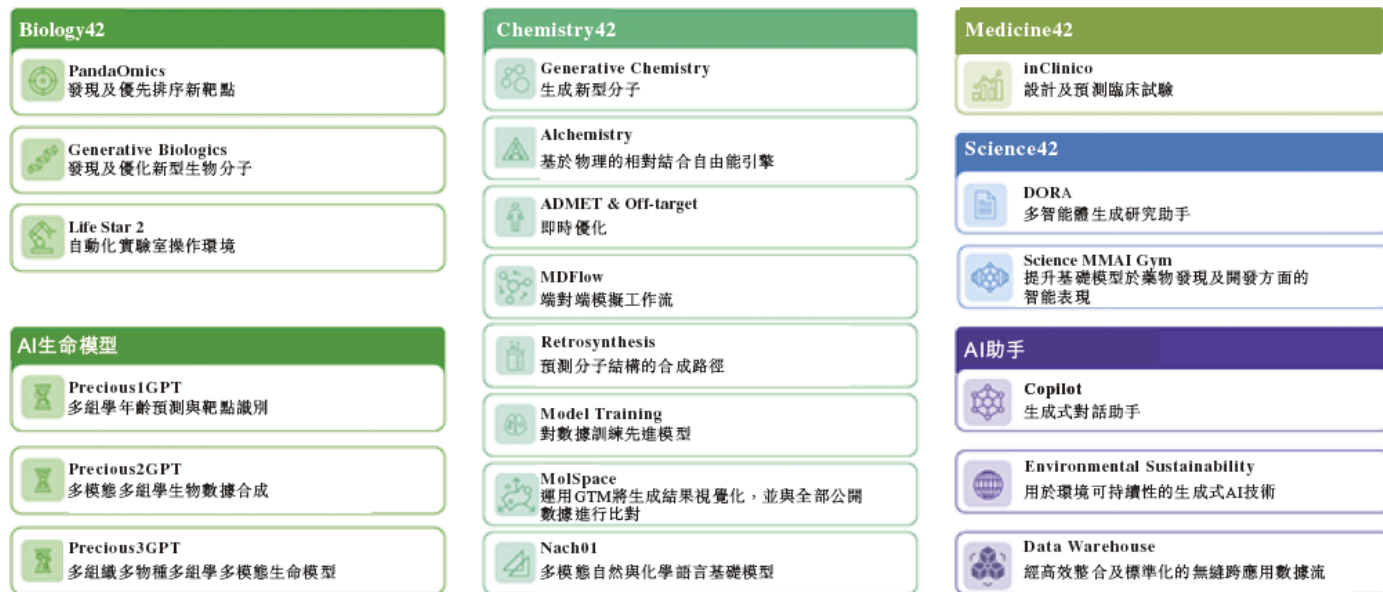 Biology42
PandaOmics
發現及優先排序新靶點
Generative Biologics
發現及優化新型生物分子
Life Star 2
自動化實驗室操作環境
AI生命模型
Precious1GPT
多組學年齡預測與靶點識別
Precious2GPT
多模態多組學生物數據合成
Precious3GPT
多組織多物種多組學多模態生命模型
Chemistry42
Generative Chemistry
生成新型分子
Alchemistry
基於物理的相對結合自由能引擎
ADMET & Off-target
即時優化
MDFlow
端對端模擬工作流
Retrosynthesis
預測分子結構的合成路徑
Model Training
對數據訓練先進模型
MolSpace
運用GTM將生成結果視覺化，並與全部公開
數據進行比對
Nach01
多模態自然與化學語言基礎模型
Medicine42
inClinico
設計及預測臨床試驗
Science42
DORA
多智能體生成研究助手
Science MMAI Gym
提升基礎模型於藥物發現及開發方面的
智能表現
AI助手
Copilot
生成式對話助手
Environmental Sustainability
用於環境可持續性的生成式AI技術
Data Warehouse
經高效整合及標準化的無縫跨應用數據流